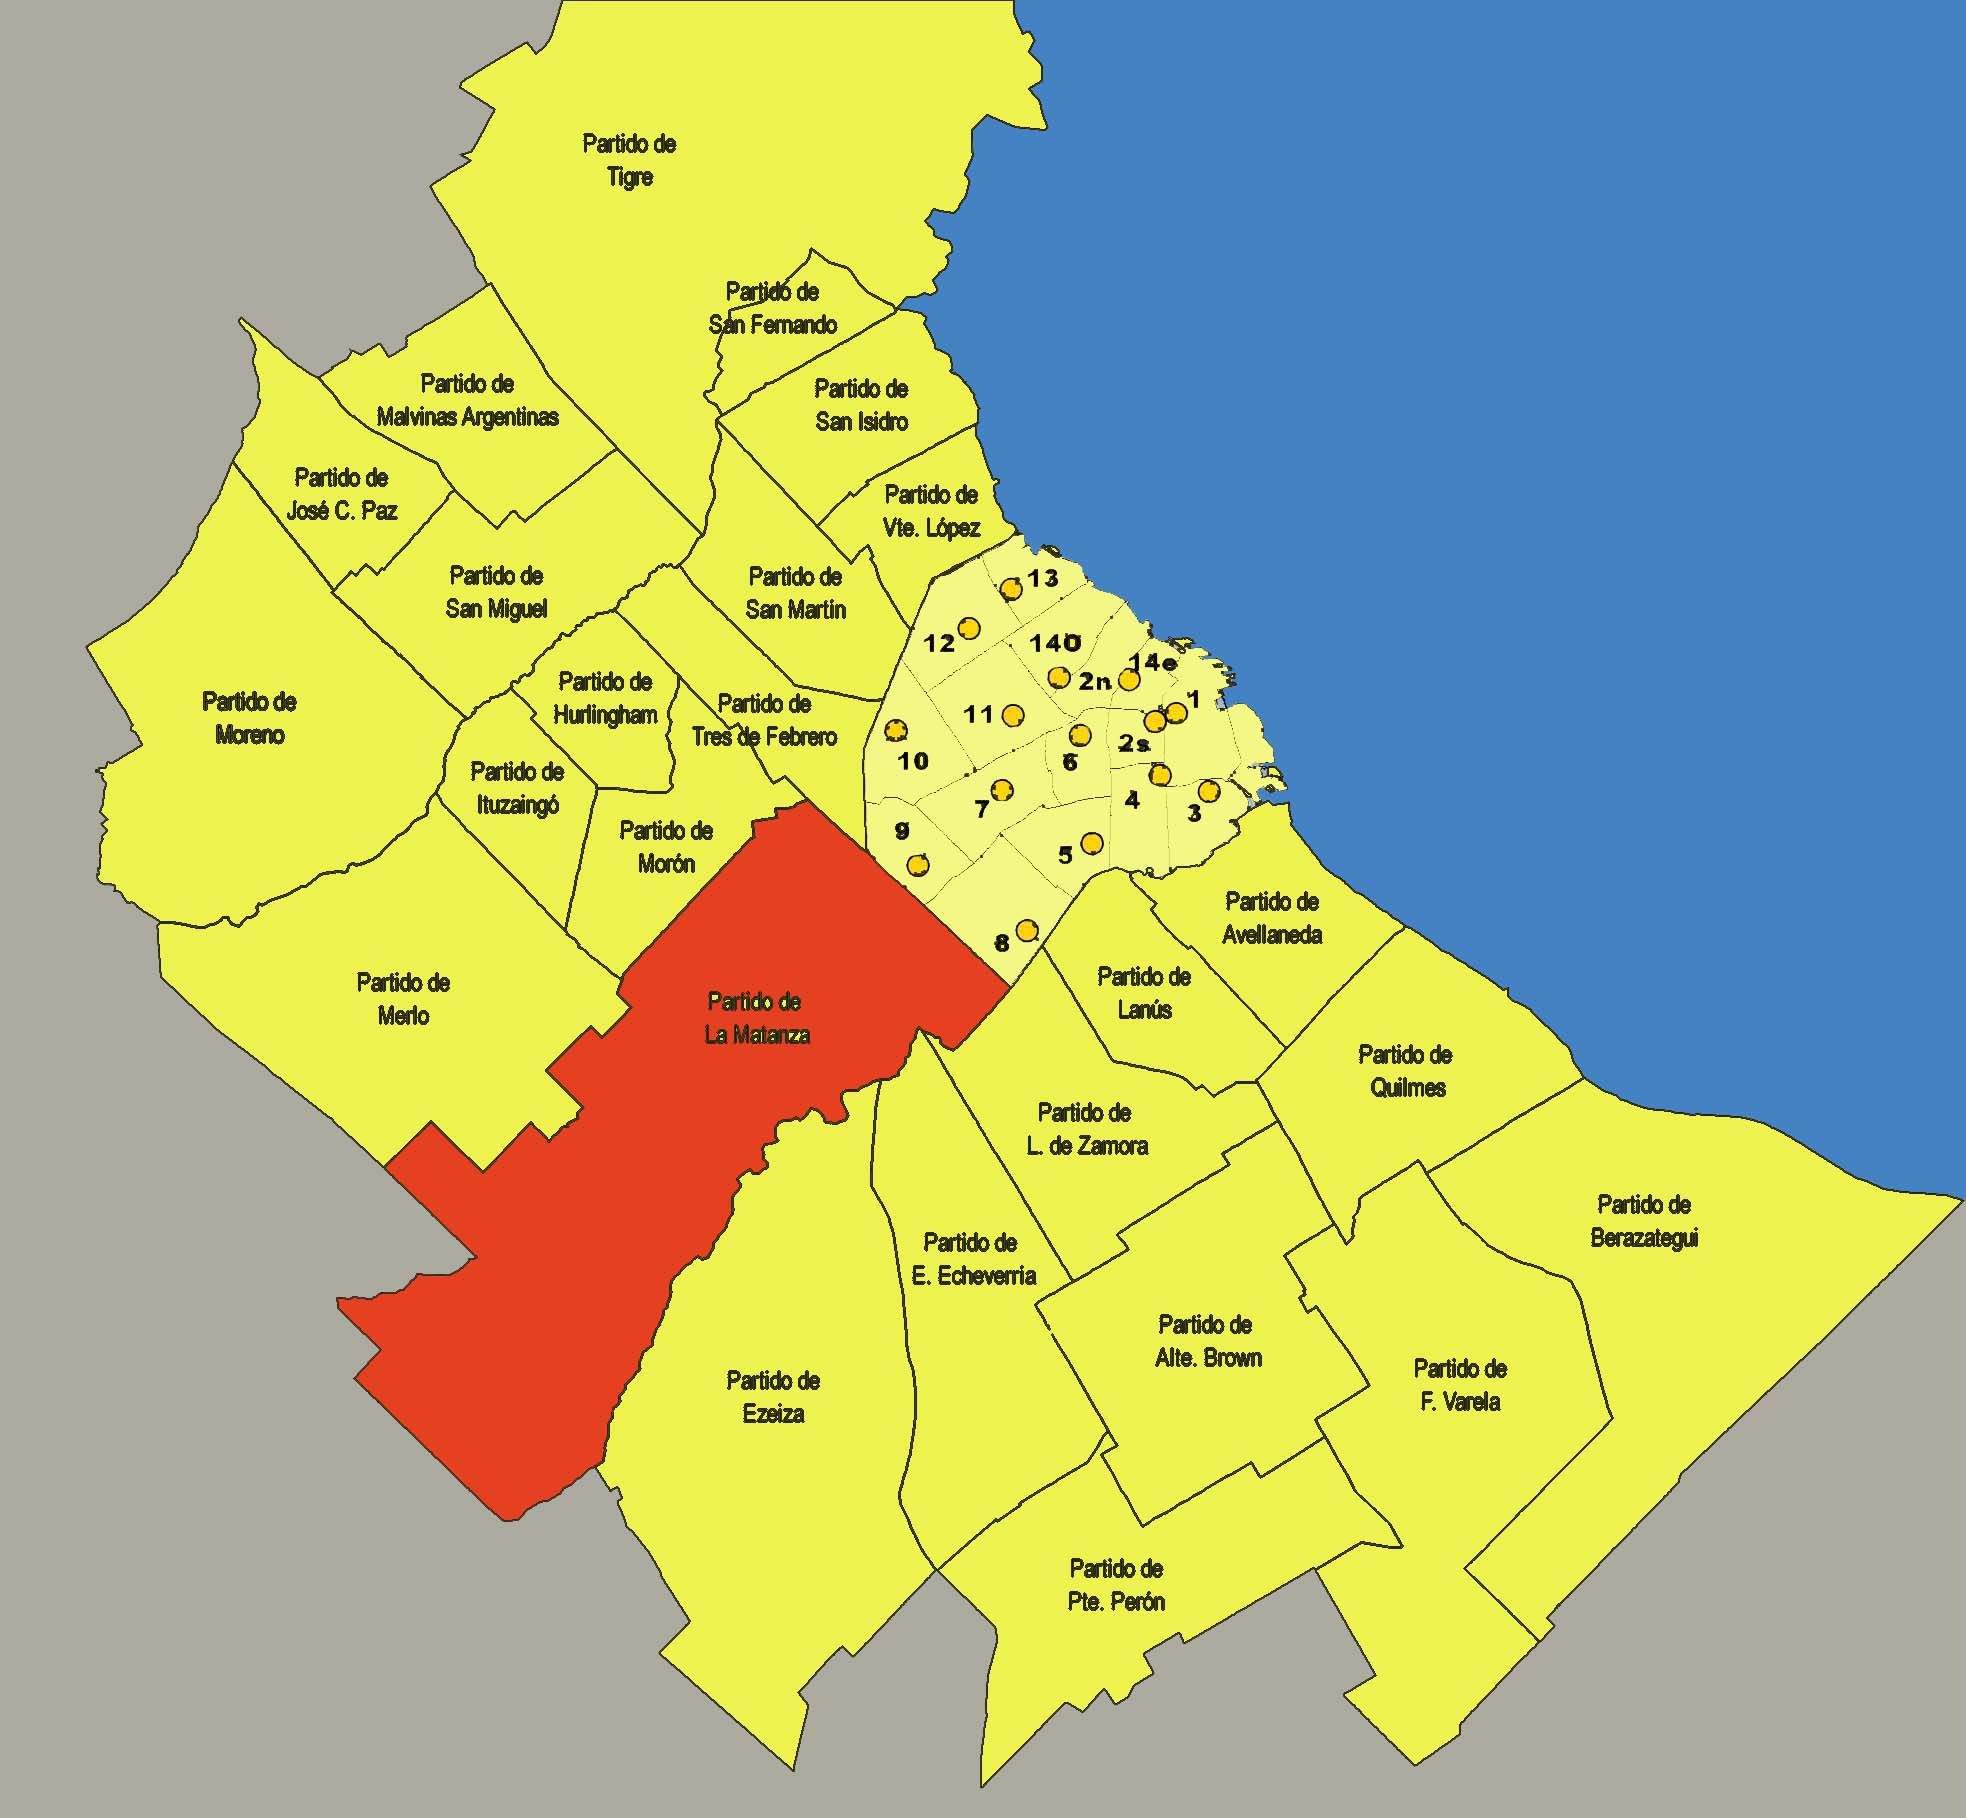 Partido de
Tigre
Partido de
San Fernando
Partido de
Malvinas Argentinas
Partido de
San Isidro
Partido de
José C. Paz
Partido de
Vte. López
Partido de
San Miguel
Partido de
San Martin
13
12
14O
14e
2n
1
Partido de
Moreno
Partido de
Hurlingham
Partido de
Tres de Febrero
11
10
2s
6
Partido de
Ituzaingó
7
4
3
9
5
Partido de
Morón
8
Partido de
Avellaneda
Partido de
Merlo
Partido de
La Matanza
Partido de
Lanús
Partido de
Quilmes
Partido de
L. de Zamora
Partido de
Berazategui
Partido de
E. Echeverria
Partido de
Alte. Brown
Partido de
Ezeiza
Partido de
F. Varela
Partido de
Pte. Perón